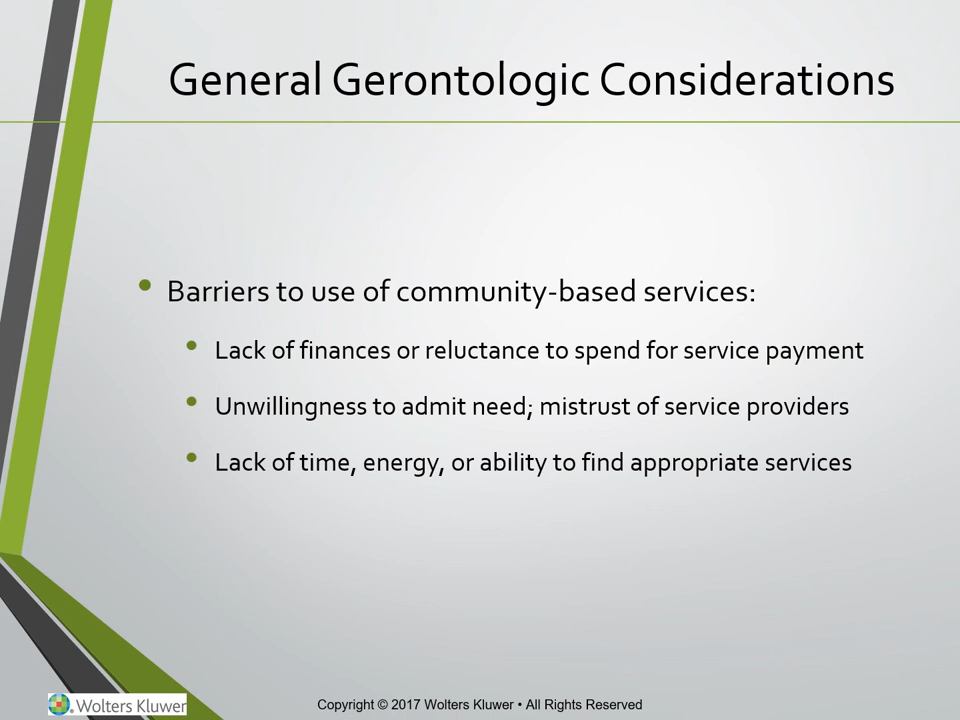 General Gerontologic Considerations
• Barriers to use of community-based services:
• Lack of finances or reluctance to spend for service payment
• Unwillingness to admit need; mistrust of service providers
• Lack of time, energy, or ability to find appropriate services
Wolters Kluwer
Copyright © 2017 Wolters Kluwer • All Rights Reserved